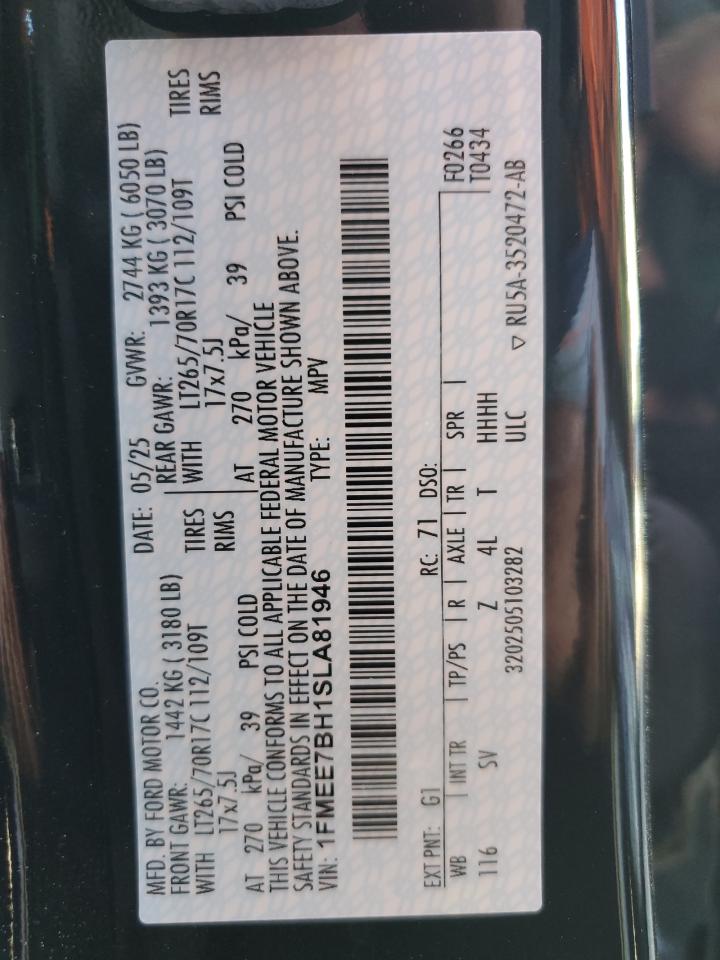 MFD. BY FORD MOTOR CO. DATE: 05/25 GVWR: 2744 KG ( 6050 LB)
FRONT GAWR: 1442 KG ( 3180 LB) REAR GAWR: 1393 KG ( 3070 LB)
WITH LT265/70R17C 112/109T TIRES WITH LT265/70R17C 112/109T TIRES
17x7.5J RIMS 17x7.5J RIMS
AT 270 kPa/ 39 PSI COLD AT 270 kPa/ 39 PSI COLD
THIS VEHICLE CONFORMS TO ALL APPLICABLE FEDERAL MOTOR VEHICLE
SAFETY STANDARDS IN EFFECT ON THE DATE OF MANUFACTURE SHOWN ABOVE.
VIN: 1FMEE7BH1SLA81946 TYPE: MPV
EXT PNT: G1 RC: 71 DSO: F0266
WB INT TR TP/PS R AXLE TR SPR T0434
116 SV Z 4L T HHHH
3202505103282 ULC ▽ RU5A-3520472-AB